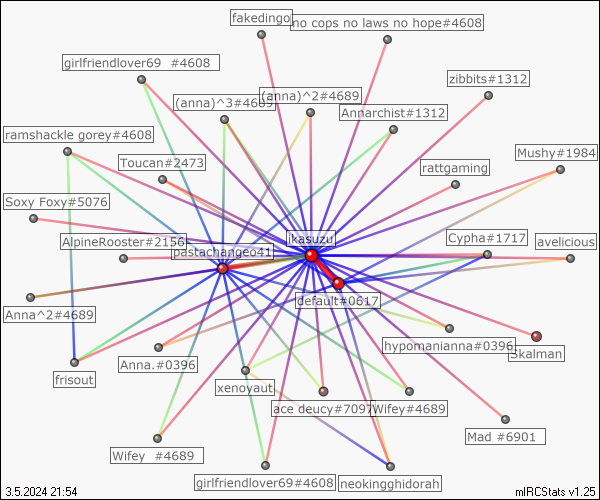 fakedingo
no cops no laws no hope#4608
girlfriendlover69  #4608
zibbits#1312
(anna)^3#4689
(anna)^2#4689
Annarchist#1312
ramshackle gorey#4608
Toucan#2473
Mushy#1984
rattgaming
Soxy Foxy#5076
ikasuzu
Cypha#1717
avelicious
AlpineRooster#2156
pastachangeo41
default#0617
Anna^2#4689
hypomanianna#0396
Skalman
Anna.#0396
frisout
xenoyaut
ace deucy#7097
Wifey#4689
Mad #6901
Wifey  #4689
girlfriendlover69#4608
neokingghidorah
3.5.2024 21:54
mIRCStats v1.25